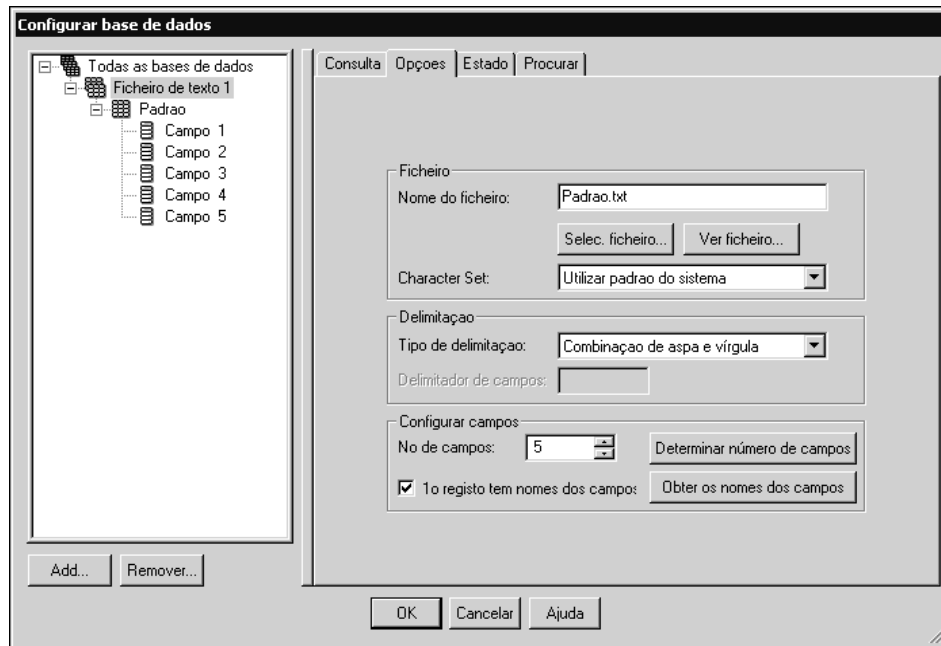 Configurar base de dados
Todas as bases de dados
Ficheiro de texto 1
Padrao
Campo 1
Campo 2
Campo 3
Campo 4
Campo 5
Add...
Remover...
Consulta Opçoes Estado Procurar
Ficheiro
Nome do ficheiro: Padrao.txt
Selec. ficheiro... Ver ficheiro...
Character Set: Utilizar padrao do sistema
Delimitaçao
Tipo de delimitaçao: Combinaçao de aspa e vírgula
Delimitador de campos:
Configurar campos
No de campos: 5 Determinar número de campos
1o registo tem nomes dos campos Obter os nomes dos campos
OK Cancelar Ajuda